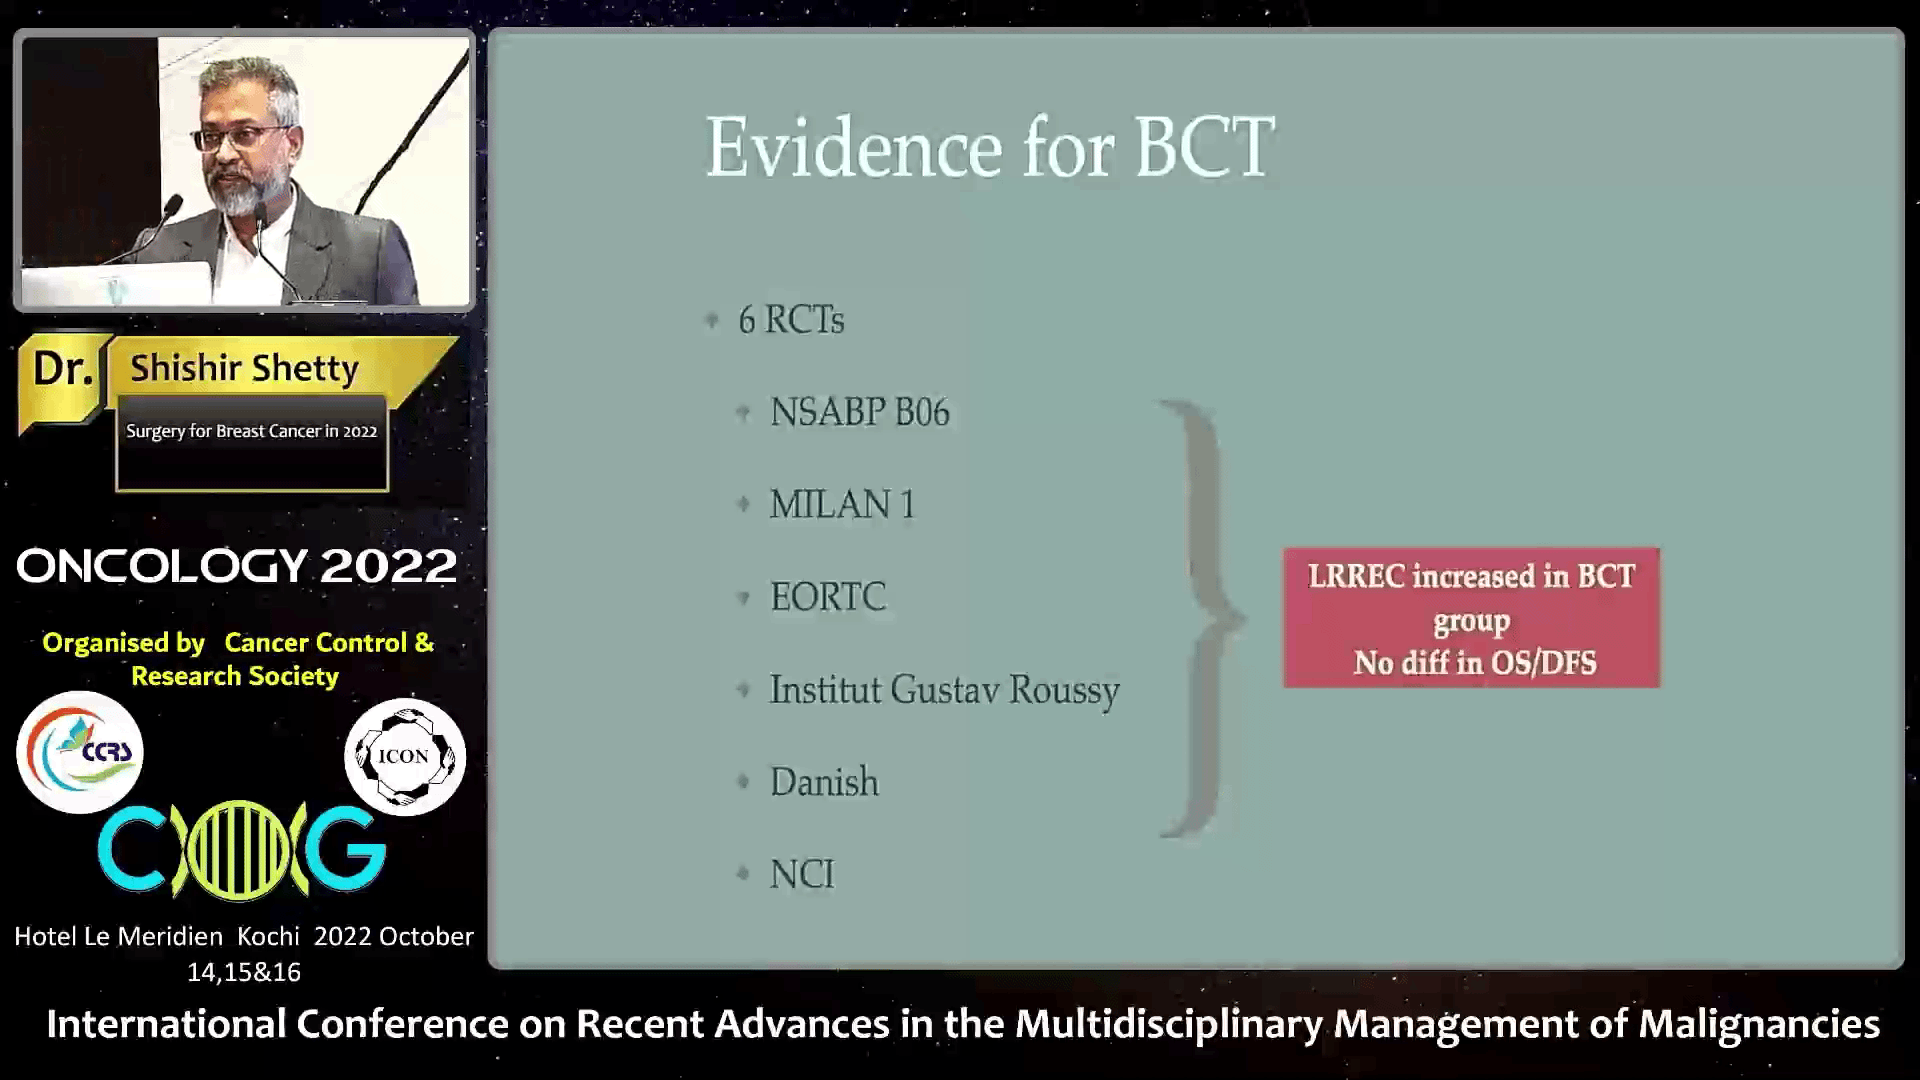 Evidence for BCT
6 RCTs
NSABP B06
MILAN 1
EORTC
Institut Gustav Roussy
Danish
NCI
LRREC increased in BCT
group
No diff in OS/DFS
Dr. Shishir Shetty
Surgery for Breast Cancer in 2022
ONCOLOGY 2022
Organised by Cancer Control &
Research Society
CCRS
ICON
COG
Hotel Le Meridien Kochi 2022 October
14,15&16
International Conference on Recent Advances in the Multidisciplinary Management of Malignancies